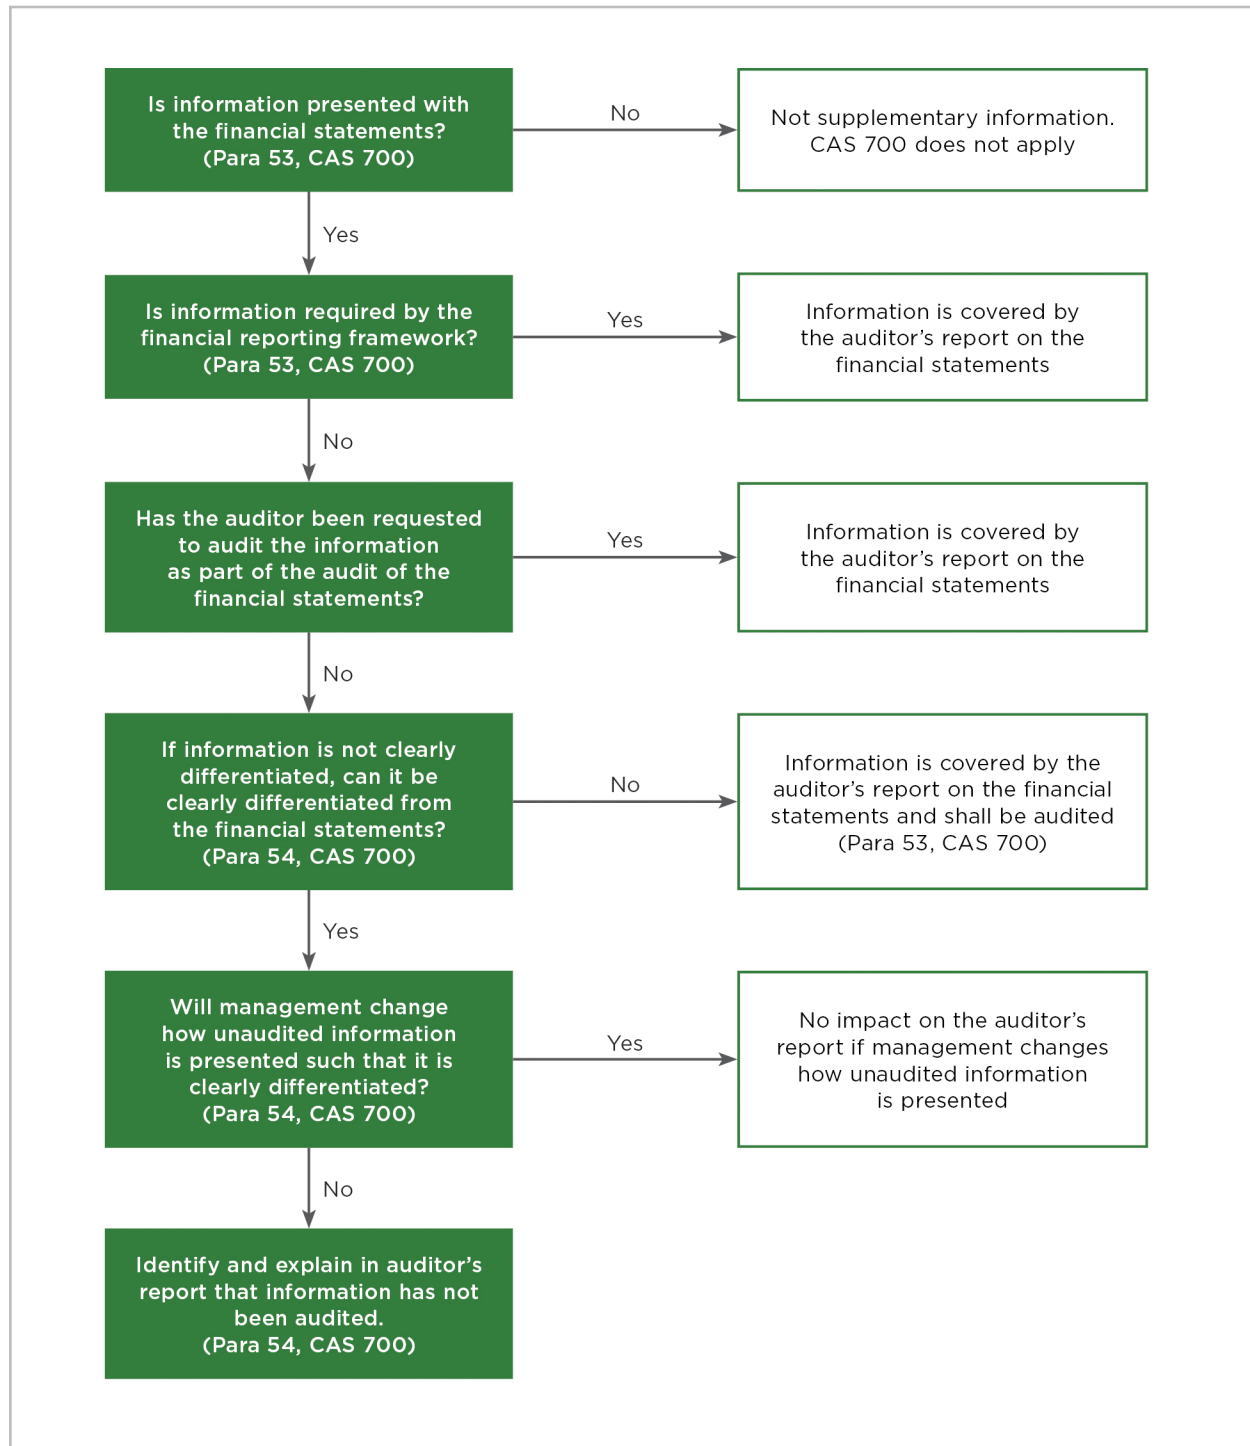 Is information presented with
the financial statements?
(Para 53, CAS 700)
No
Not supplementary information.
CAS 700 does not apply
Yes
Is information required by the
financial reporting framework?
(Para 53, CAS 700)
Yes
Information is covered by
the auditor’s report on the
financial statements
No
Has the auditor been requested
to audit the information
as part of the audit of the
financial statements?
Yes
Information is covered by
the auditor’s report on the
financial statements
No
If information is not clearly
differentiated, can it be
clearly differentiated from
the financial statements?
(Para 54, CAS 700)
No
Information is covered by the
auditor’s report on the financial
statements and shall be audited
(Para 53, CAS 700)
Yes
Will management change
how unaudited information
is presented such that it is
clearly differentiated?
(Para 54, CAS 700)
Yes
No impact on the auditor’s
report if management changes
how unaudited information
is presented
No
Identify and explain in auditor’s
report that information has not
been audited.
(Para 54, CAS 700)